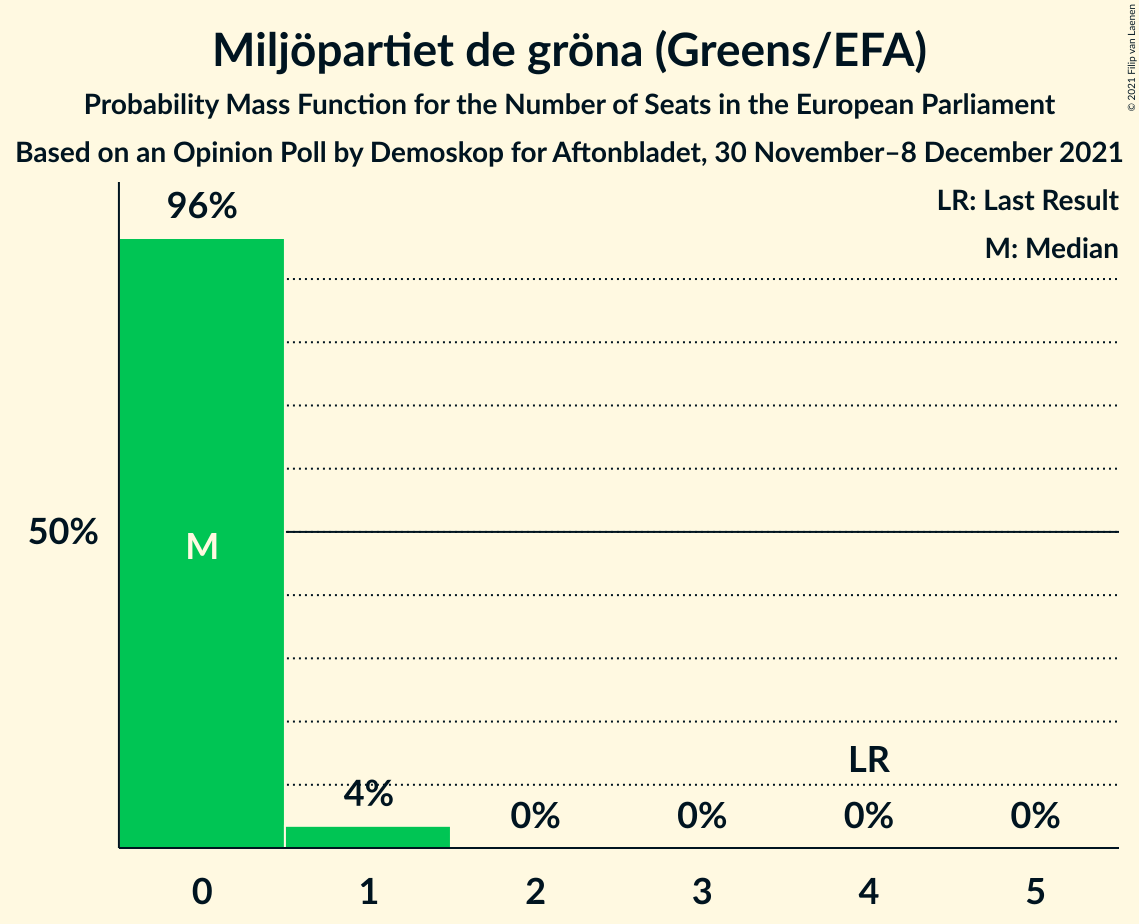 Miljöpartiet de gröna (Greens/EFA)
Probability Mass Function for the Number of Seats in the European Parliament
Based on an Opinion Poll by Demoskop for Aftonbladet, 30 November–8 December 2021
© 2021 Filip van Laenen
LR: Last Result
M: Median
96%
50%
M
LR
4%
0%
0%
0%
0%
0
1
2
3
4
5